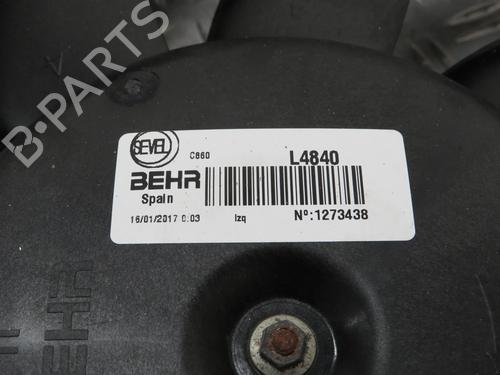 B-PARTS
SEVEL
C860
L4840
BEHR
Spain
16/01/2017 0:03
Izq
Nº:1273438